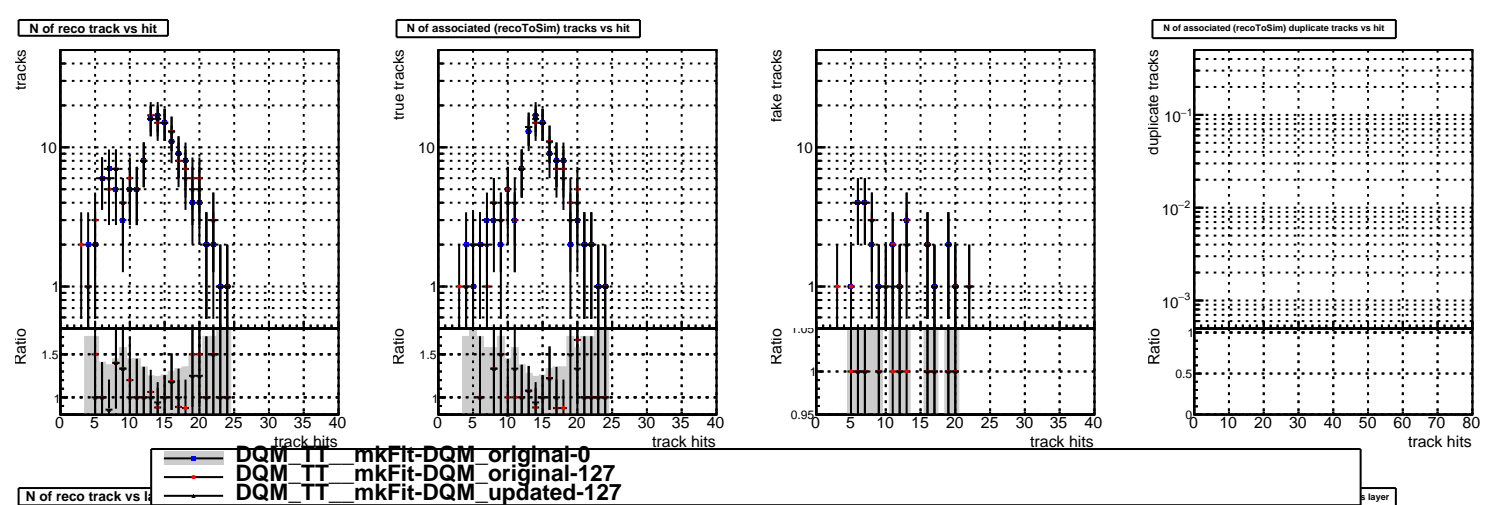 N of reco track vs hit
N of associated (recoToSim) tracks vs hit
N of associated (recoToSim) duplicate tracks vs hit
tracks
10
1
Ratio
1.5
1
0 5 10 15 20 25 30 35 40
track hits
true tracks
10
1
Ratio
1.5
1
0 5 10 15 20 25 30 35 40
track hits
fake tracks
10
1
Ratio
1.05
1
0.95
0 5 10 15 20 25 30 35 40
track hits
duplicate tracks
10−1
10−2
10−3
Ratio
1
0.5
0
0 10 20 30 40 50 60 70 80
track hits
DQM_TT__mkFit-DQM_original-0
DQM_TT__mkFit-DQM_original-127
DQM_TT__mkFit-DQM_updated-127
N of reco track vs la
s layer